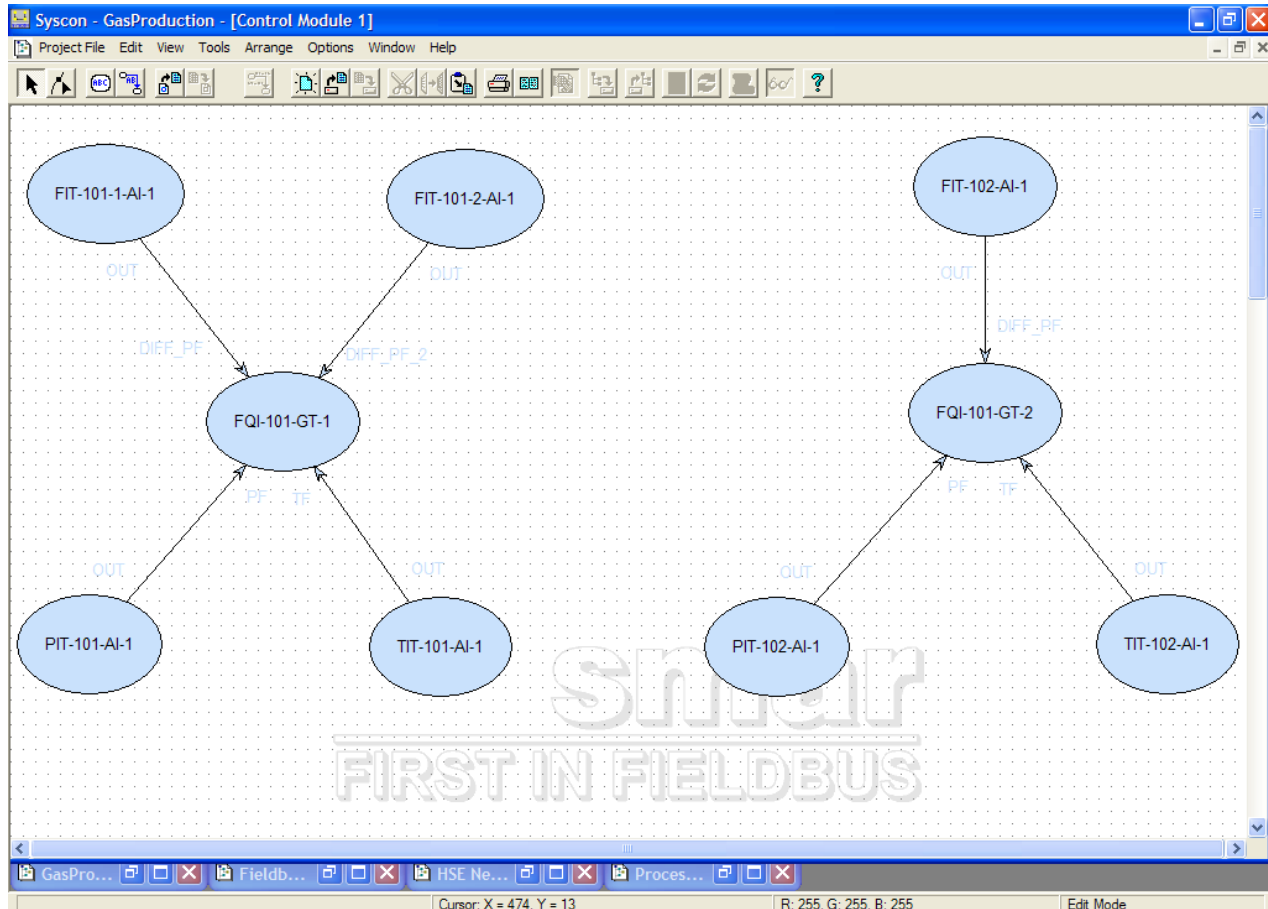 Syscon - GasProduction - [Control Module 1]
Project File Edit View Tools Arrange Options Window Help
ABC AB ?
FIT-101-1-AI-1
FIT-101-2-AI-1
FIT-102-AI-1
OUT
OUT
OUT
DIFF_PF
DIFF_PF_2
DIFF_PF
FQI-101-GT-1
FQI-101-GT-2
PF TF
PF TF
OUT
OUT
OUT
OUT
PIT-101-AI-1
TIT-101-AI-1
PIT-102-AI-1
TIT-102-AI-1
smar
FIRST IN FIELDBUS
GasPro... Fieldb... HSE Ne... Proces...
Cursor: X = 474, Y = 13 R: 255, G: 255, B: 255 Edit Mode